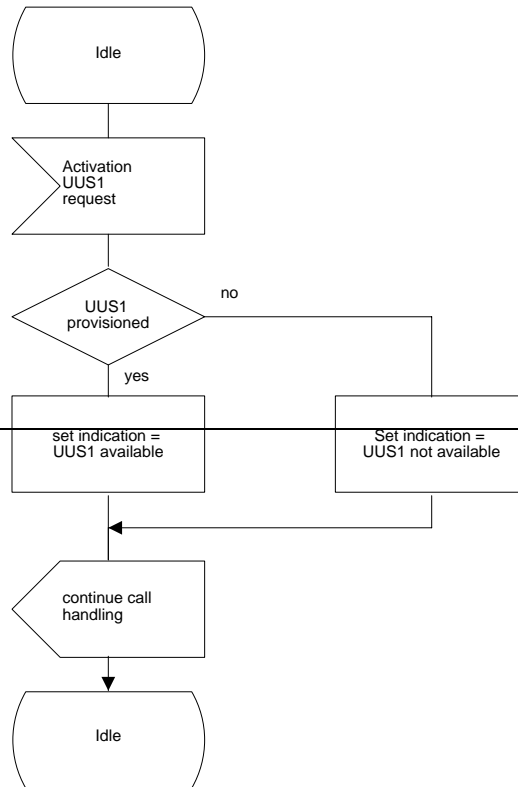 Idle
Activation
UUS1
request
UUS1
provisioned
no
yes
set indication =
UUS1 available
Set indication =
UUS1 not available
continue call
handling
Idle